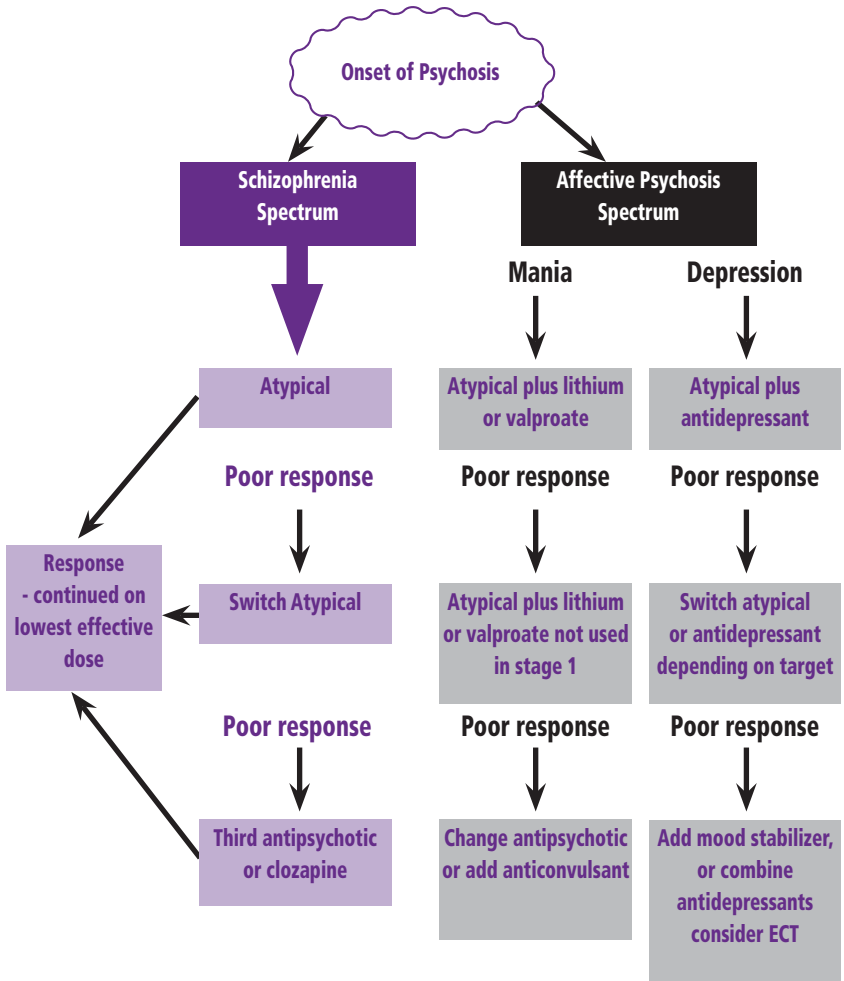 Onset of Psychosis
Schizophrenia
Spectrum
Affective Psychosis
Spectrum
Mania
Depression
Atypical
Atypical plus lithium
or valproate
Atypical plus
antidepressant
Poor response
Poor response
Poor response
Response
- continued on
lowest effective
dose
Switch Atypical
Atypical plus lithium
or valproate not used
in stage 1
Switch atypical
or antidepressant
depending on target
Poor response
Poor response
Poor response
Third antipsychotic
or clozapine
Change antipsychotic
or add anticonvulsant
Add mood stabilizer,
or combine
antidepressants
consider ECT